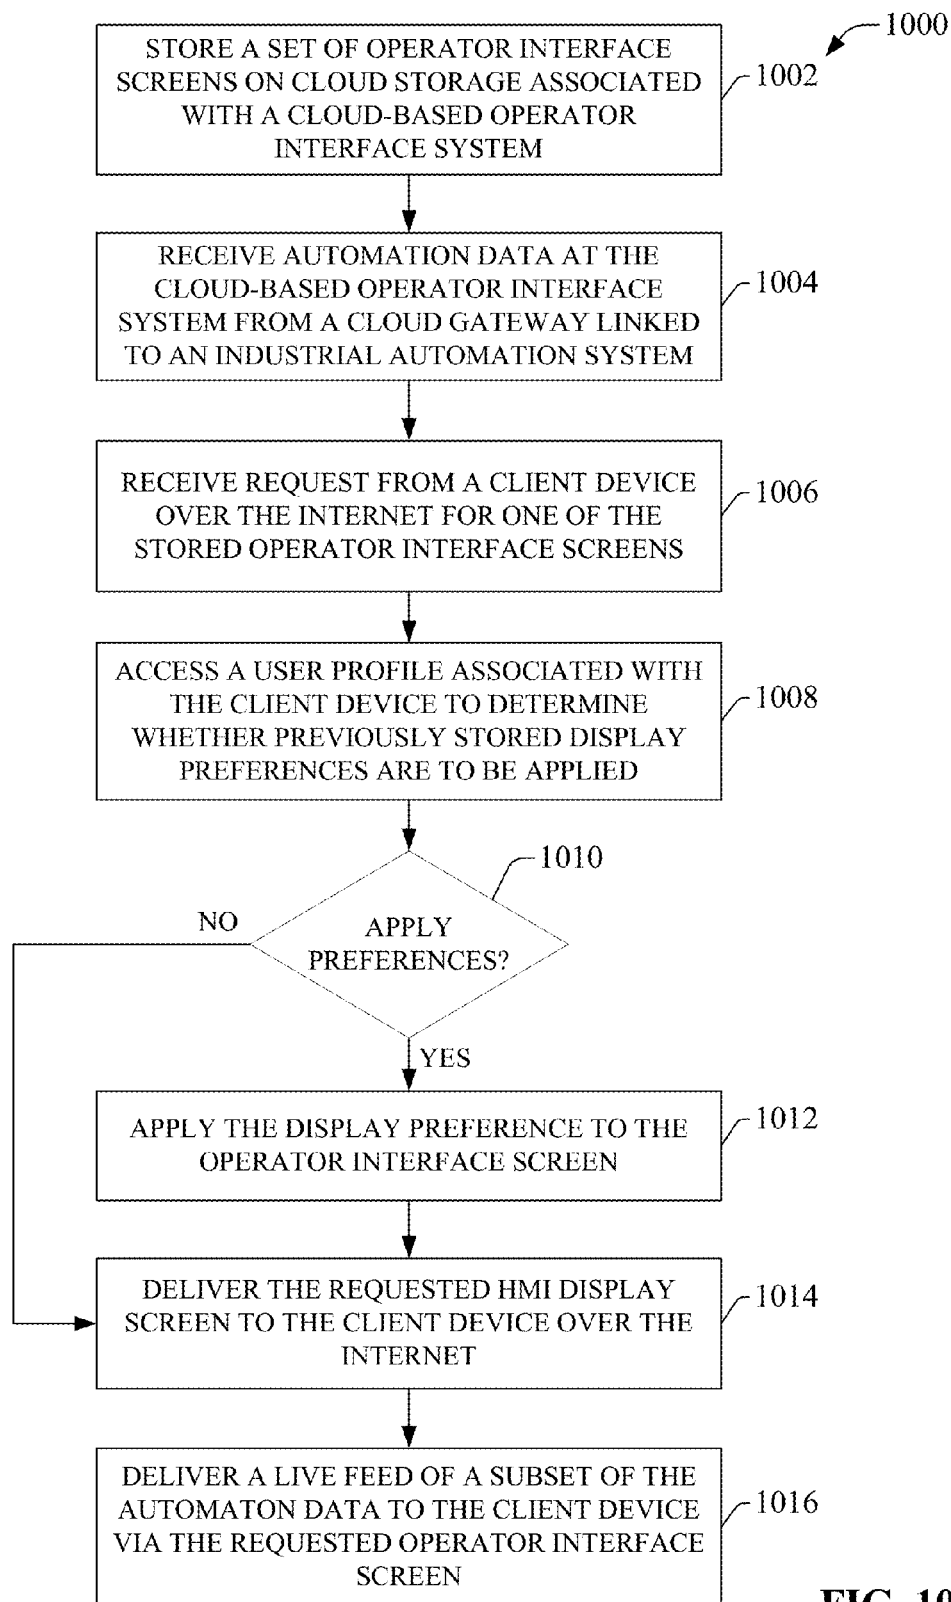 1000
STORE A SET OF OPERATOR INTERFACE
SCREENS ON CLOUD STORAGE ASSOCIATED
WITH A CLOUD-BASED OPERATOR
INTERFACE SYSTEM
1002
RECEIVE AUTOMATION DATA AT THE
CLOUD-BASED OPERATOR INTERFACE
SYSTEM FROM A CLOUD GATEWAY LINKED
TO AN INDUSTRIAL AUTOMATION SYSTEM
1004
RECEIVE REQUEST FROM A CLIENT DEVICE
OVER THE INTERNET FOR ONE OF THE
STORED OPERATOR INTERFACE SCREENS
1006
ACCESS A USER PROFILE ASSOCIATED WITH
THE CLIENT DEVICE TO DETERMINE
WHETHER PREVIOUSLY STORED DISPLAY
PREFERENCES ARE TO BE APPLIED
1008
1010
NO
APPLY
PREFERENCES?
YES
APPLY THE DISPLAY PREFERENCE TO THE
OPERATOR INTERFACE SCREEN
1012
DELIVER THE REQUESTED HMI DISPLAY
SCREEN TO THE CLIENT DEVICE OVER THE
INTERNET
1014
DELIVER A LIVE FEED OF A SUBSET OF THE
AUTOMATON DATA TO THE CLIENT DEVICE
VIA THE REQUESTED OPERATOR INTERFACE
SCREEN
1016
FIG. 10